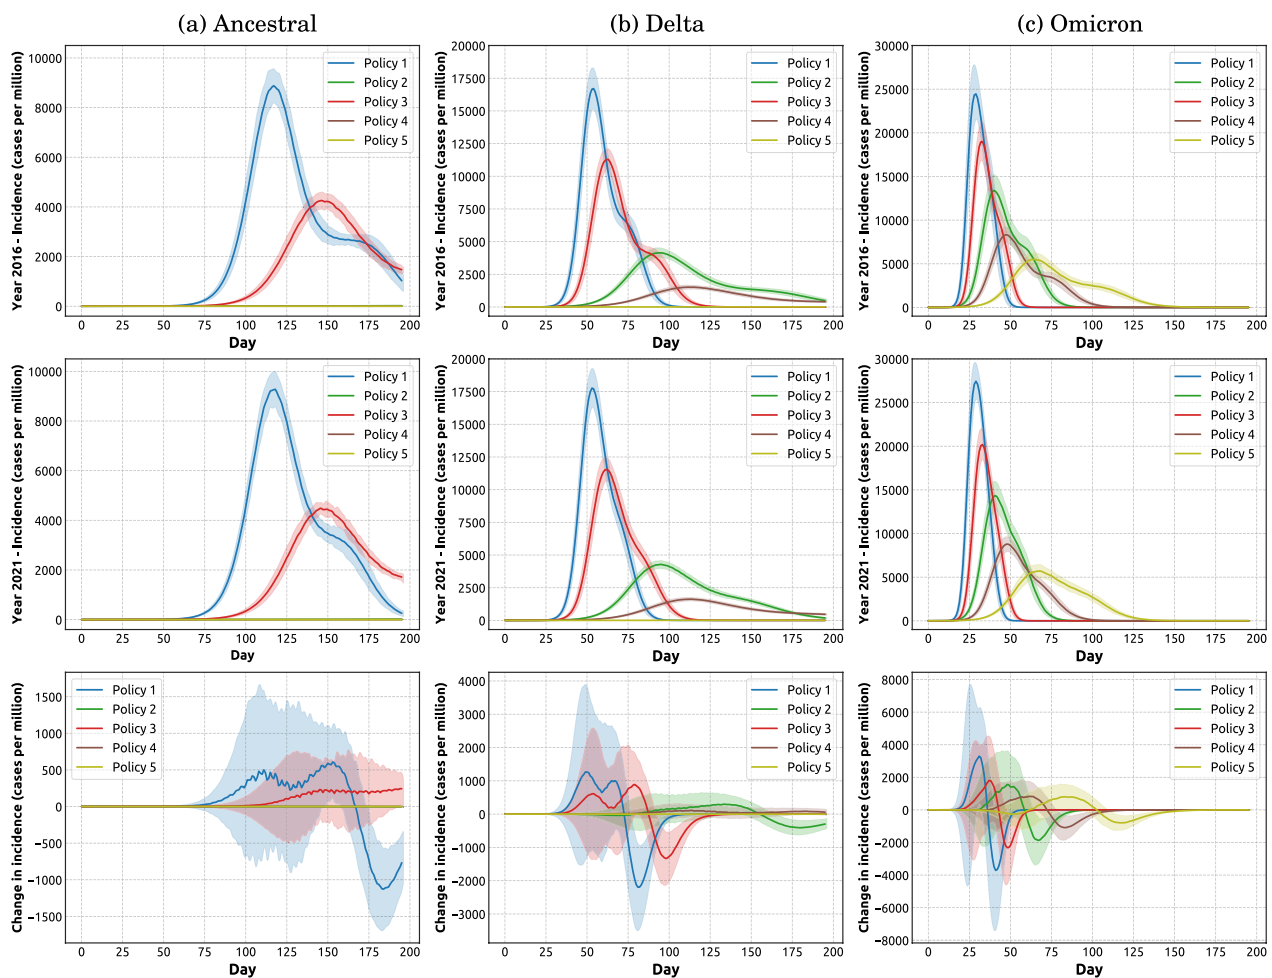 (a) Ancestral
(b) Delta
(c) Omicron
Year 2016 - Incidence (cases per million)
10000
8000
6000
4000
2000
0
Policy 1
Policy 2
Policy 3
Policy 4
Policy 5
0 25 50 75 100 125 150 175 200
Day
Year 2016 - Incidence (cases per million)
20000
17500
15000
12500
10000
7500
5000
2500
0
Policy 1
Policy 2
Policy 3
Policy 4
Policy 5
0 25 50 75 100 125 150 175 200
Day
Year 2016 - Incidence (cases per million)
30000
25000
20000
15000
10000
5000
0
Policy 1
Policy 2
Policy 3
Policy 4
Policy 5
0 25 50 75 100 125 150 175 200
Day
Year 2021 - Incidence (cases per million)
10000
8000
6000
4000
2000
0
Policy 1
Policy 2
Policy 3
Policy 4
Policy 5
0 25 50 75 100 125 150 175 200
Day
Year 2021 - Incidence (cases per million)
20000
17500
15000
12500
10000
7500
5000
2500
0
Policy 1
Policy 2
Policy 3
Policy 4
Policy 5
0 25 50 75 100 125 150 175 200
Day
Year 2021 - Incidence (cases per million)
30000
25000
20000
15000
10000
5000
0
Policy 1
Policy 2
Policy 3
Policy 4
Policy 5
0 25 50 75 100 125 150 175 200
Day
Change in incidence (cases per million)
1500
1000
500
0
−500
−1000
−1500
Policy 1
Policy 2
Policy 3
Policy 4
Policy 5
0 25 50 75 100 125 150 175 200
Day
Change in incidence (cases per million)
4000
3000
2000
1000
0
−1000
−2000
−3000
Policy 1
Policy 2
Policy 3
Policy 4
Policy 5
0 25 50 75 100 125 150 175 200
Day
Change in incidence (cases per million)
8000
6000
4000
2000
0
−2000
−4000
−6000
−8000
Policy 1
Policy 2
Policy 3
Policy 4
Policy 5
0 25 50 75 100 125 150 175 200
Day